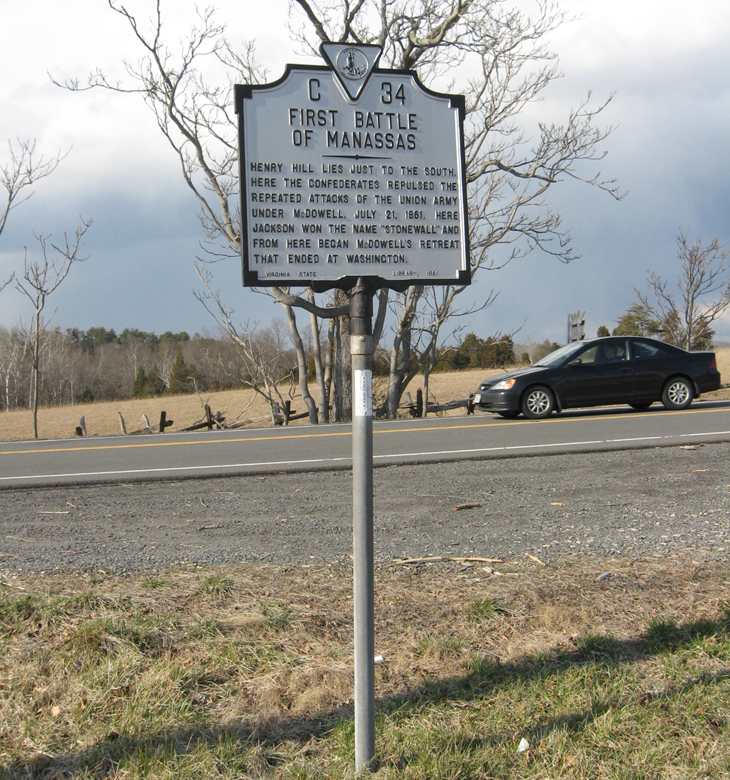 C 34
FIRST BATTLE
OF MANASSAS
HENRY HILL LIES JUST TO THE SOUTH.
HERE THE CONFEDERATES REPULSED THE
REPEATED ATTACKS OF THE UNION ARMY
UNDER McDOWELL, JULY 21, 1861. HERE
JACKSON WON THE NAME "STONEWALL" AND
FROM HERE BEGAN McDOWELL'S RETREAT
THAT ENDED AT WASHINGTON.
VIRGINIA STATE LIBRARY,